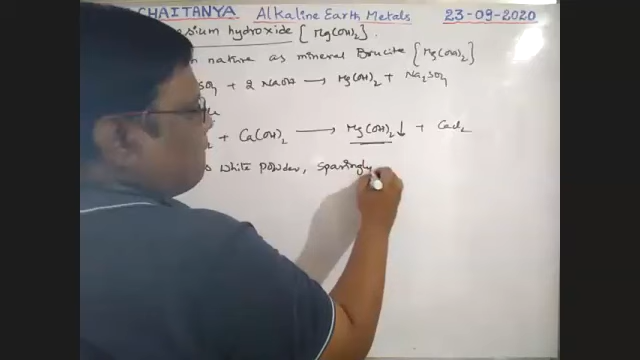 CHAITANYA Alkaline Earth Metals 23-09-2020
sium hydroxide [Mg(OH)2].
nature as mineral Brucite [Mg(OH)2]
SO4 + 2 NaOH → Mg(OH)2 + Na2SO4
+ Ca(OH)2 → Mg(OH)2↓ + CaCl2
White powder, sparingly